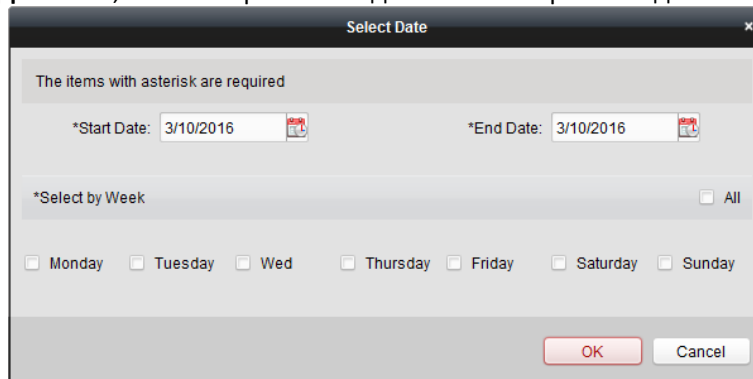 Select Date
×
The items with asterisk are required
*Start Date: 3/10/2016 *End Date: 3/10/2016
*Select by Week All
Monday Tuesday Wed Thursday Friday Saturday Sunday
OK Cancel